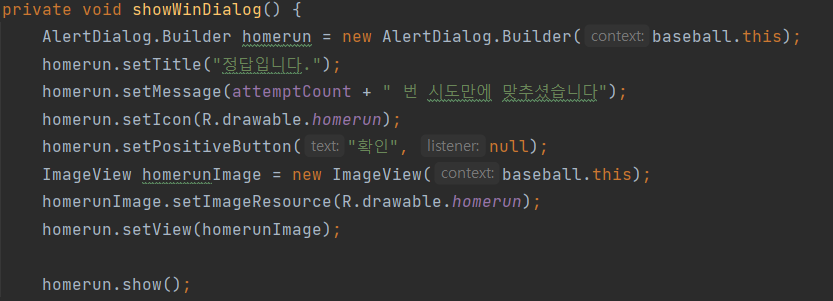 private void showWinDialog() {
    AlertDialog.Builder homerun = new AlertDialog.Builder( context: baseball.this);
    homerun.setTitle("정답입니다.");
    homerun.setMessage(attemptCount + " 번 시도만에 맞추셨습니다");
    homerun.setIcon(R.drawable.homerun);
    homerun.setPositiveButton( text: "확인", listener: null);
    ImageView homerunImage = new ImageView( context: baseball.this);
    homerunImage.setImageResource(R.drawable.homerun);
    homerun.setView(homerunImage);
    homerun.show();